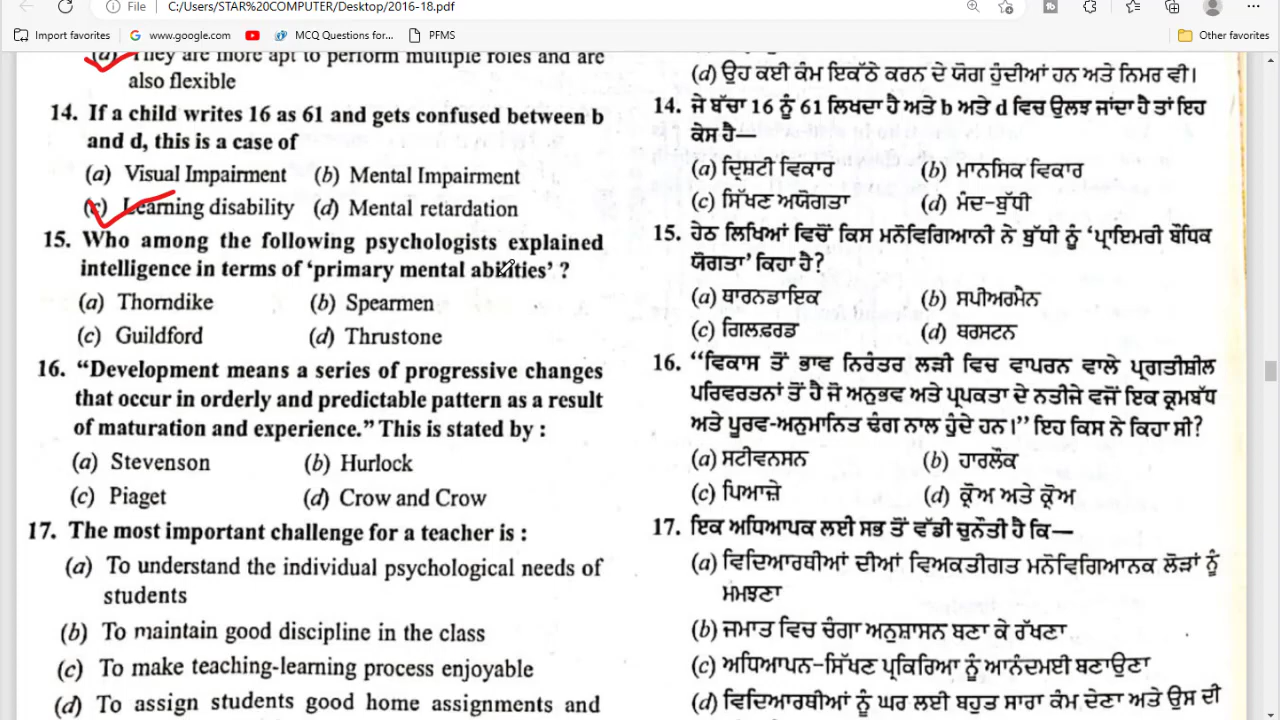 File
C:/Users/STAR%20COMPUTER/Desktop/2016-18.pdf
Import favorites
www.google.com
MCQ Questions for...
PFMS
Other favorites
(a) They are more apt to perform multiple roles and are
also flexible
14. If a child writes 16 as 61 and gets confused between b
and d, this is a case of
(a) Visual Impairment (b) Mental Impairment
(c) Learning disability (d) Mental retardation
15. Who among the following psychologists explained
intelligence in terms of ‘primary mental abilities’ ?
(a) Thorndike (b) Spearmen
(c) Guildford (d) Thrustone
16. “Development means a series of progressive changes
that occur in orderly and predictable pattern as a result
of maturation and experience.” This is stated by :
(a) Stevenson (b) Hurlock
(c) Piaget (d) Crow and Crow
17. The most important challenge for a teacher is :
(a) To understand the individual psychological needs of
students
(b) To maintain good discipline in the class
(c) To make teaching-learning process enjoyable
(d) To assign students good home assignments and
(d) ਉਹ ਕਈ ਕੰਮ ਇਕੱਠੇ ਕਰਨ ਦੇ ਯੋਗ ਹੁੰਦੀਆਂ ਹਨ ਅਤੇ ਨਿਮਰ ਵੀ।
14. ਜੇ ਬੱਚਾ 16 ਨੂੰ 61 ਲਿਖਦਾ ਹੈ ਅਤੇ b ਅਤੇ d ਵਿਚ ਉਲਝ ਜਾਂਦਾ ਹੈ ਤਾਂ ਇਹ
ਕੇਸ ਹੈ—
(a) ਦ੍ਰਿਸ਼ਟੀ ਵਿਕਾਰ (b) ਮਾਨਸਿਕ ਵਿਕਾਰ
(c) ਸਿੱਖਣ ਅਯੋਗਤਾ (d) ਮੰਦ-ਬੁੱਧੀ
15. ਹੇਠ ਲਿਖਿਆਂ ਵਿਚੋਂ ਕਿਸ ਮਨੋਵਿਗਿਆਨੀ ਨੇ ਬੁੱਧੀ ਨੂੰ ‘ਪ੍ਰਾਇਮਰੀ ਬੌਧਿਕ
ਯੋਗਤਾ’ ਕਿਹਾ ਹੈ?
(a) ਥਾਰਨਡਾਇਕ (b) ਸਪੀਅਰਮੈਨ
(c) ਗਿਲਫ਼ਰਡ (d) ਥਰਸਟਨ
16. “ਵਿਕਾਸ ਤੋਂ ਭਾਵ ਨਿਰੰਤਰ ਲੜੀ ਵਿਚ ਵਾਪਰਨ ਵਾਲੇ ਪ੍ਰਗਤੀਸ਼ੀਲ
ਪਰਿਵਰਤਨਾਂ ਤੋਂ ਹੈ ਜੋ ਅਨੁਭਵ ਅਤੇ ਪ੍ਰਪਕਤਾ ਦੇ ਨਤੀਜੇ ਵਜੋਂ ਇਕ ਕ੍ਰਮਬੱਧ
ਅਤੇ ਪੂਰਵ-ਅਨੁਮਾਨਿਤ ਢੰਗ ਨਾਲ ਹੁੰਦੇ ਹਨ।” ਇਹ ਕਿਸ ਨੇ ਕਿਹਾ ਸੀ?
(a) ਸਟੀਵਨਸਨ (b) ਹਾਰਲੌਕ
(c) ਪਿਆਜ਼ੇ (d) ਕ੍ਰੋਅ ਅਤੇ ਕ੍ਰੋਅ
17. ਇਕ ਅਧਿਆਪਕ ਲਈ ਸਭ ਤੋਂ ਵੱਡੀ ਚੁਨੌਤੀ ਹੈ ਕਿ—
(a) ਵਿਦਿਆਰਥੀਆਂ ਦੀਆਂ ਵਿਅਕਤੀਗਤ ਮਨੋਵਿਗਿਆਨਕ ਲੋੜਾਂ ਨੂੰ
ਸਮਝਣਾ
(b) ਜਮਾਤ ਵਿਚ ਚੰਗਾ ਅਨੁਸ਼ਾਸਨ ਬਣਾ ਕੇ ਰੱਖਣਾ
(c) ਅਧਿਆਪਨ-ਸਿੱਖਣ ਪ੍ਰਕਿਰਿਆ ਨੂੰ ਆਨੰਦਮਈ ਬਣਾਉਣਾ
(d) ਵਿਦਿਆਰਥੀਆਂ ਨੂੰ ਘਰ ਲਈ ਬਹੁਤ ਸਾਰਾ ਕੰਮ ਦੇਣਾ ਅਤੇ ਉਸ ਦੀ